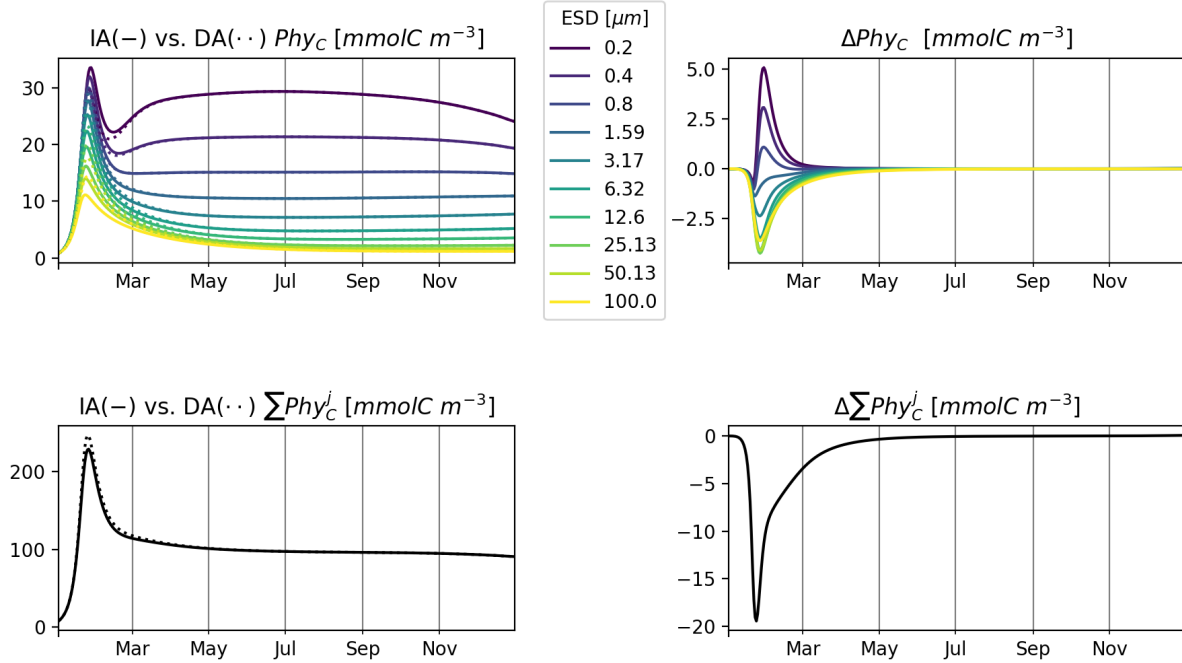 IA(−) vs. DA(··) Phy_C [mmolC m^{−3}]
30
20
10
0
Mar May Jul Sep Nov
ESD [μm]
0.2
0.4
0.8
1.59
3.17
6.32
12.6
25.13
50.13
100.0
ΔPhy_C [mmolC m^{−3}]
5.0
2.5
0.0
−2.5
Mar May Jul Sep Nov
IA(−) vs. DA(··) ∑Phy_C^j [mmolC m^{−3}]
200
100
0
Mar May Jul Sep Nov
Δ∑Phy_C^j [mmolC m^{−3}]
0
−5
−10
−15
−20
Mar May Jul Sep Nov